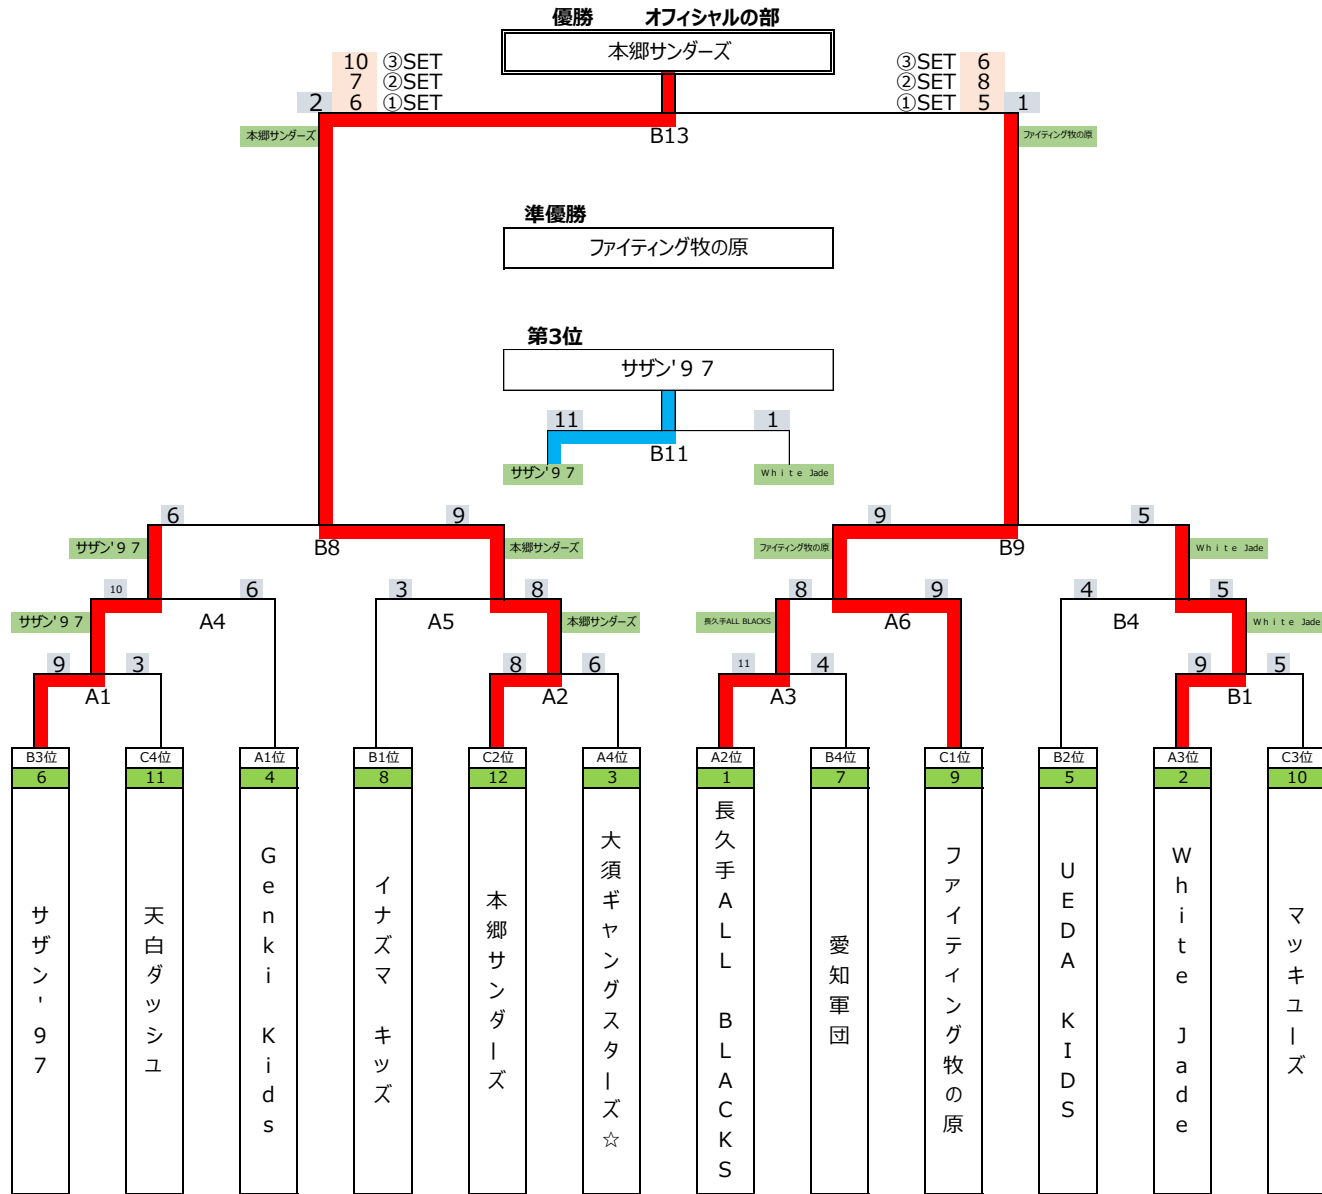 優勝 オフィシャルの部
本郷サンダーズ
10 ③SET ③SET 6
7 ②SET ②SET 8
2 6 ①SET ①SET 5 1
本郷サンダーズ B13 ファイティング牧の原
準優勝
ファイティング牧の原
第3位
サザン'９７
11 1
B11
サザン'９７ Ｗｈｉｔｅ Jade
6 9 9 5
サザン'９７ B8 本郷サンダーズ ファイティング牧の原 B9 Ｗｈｉｔｅ Jade
10 6 3 8 8 9 4 5
サザン'９７ A4 A5 本郷サンダーズ 長久手ALL BLACKS A6 B4 Ｗｈｉｔｅ Jade
9 3 8 6 11 4 9 5
A1 A2 A3 B1
B3位 C4位 A1位 B1位 C2位 A4位 A2位 B4位 C1位 B2位 A3位 C3位
6 11 4 8 12 3 1 7 9 5 2 10
サザン'９７
天白ダッシュ
Ｇｅｎｋｉ Ｋｉｄｓ
イナズマ キッズ
本郷サンダーズ
大須ギャングスターズ☆
長久手ＡＬＬ ＢＬＡＣＫＳ
愛知軍団
ファイティング牧の原
ＵＥＤＡ ＫＩＤＳ
Ｗｈｉｔｅ Ｊａｄｅ
マッキューズ